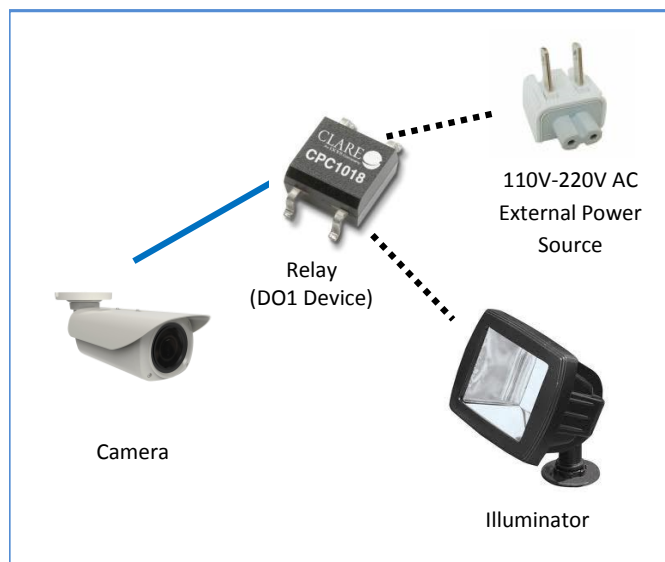 CLARE
CPC1018
110V-220V AC
External Power
Source
Relay
(DO1 Device)
Camera
Illuminator